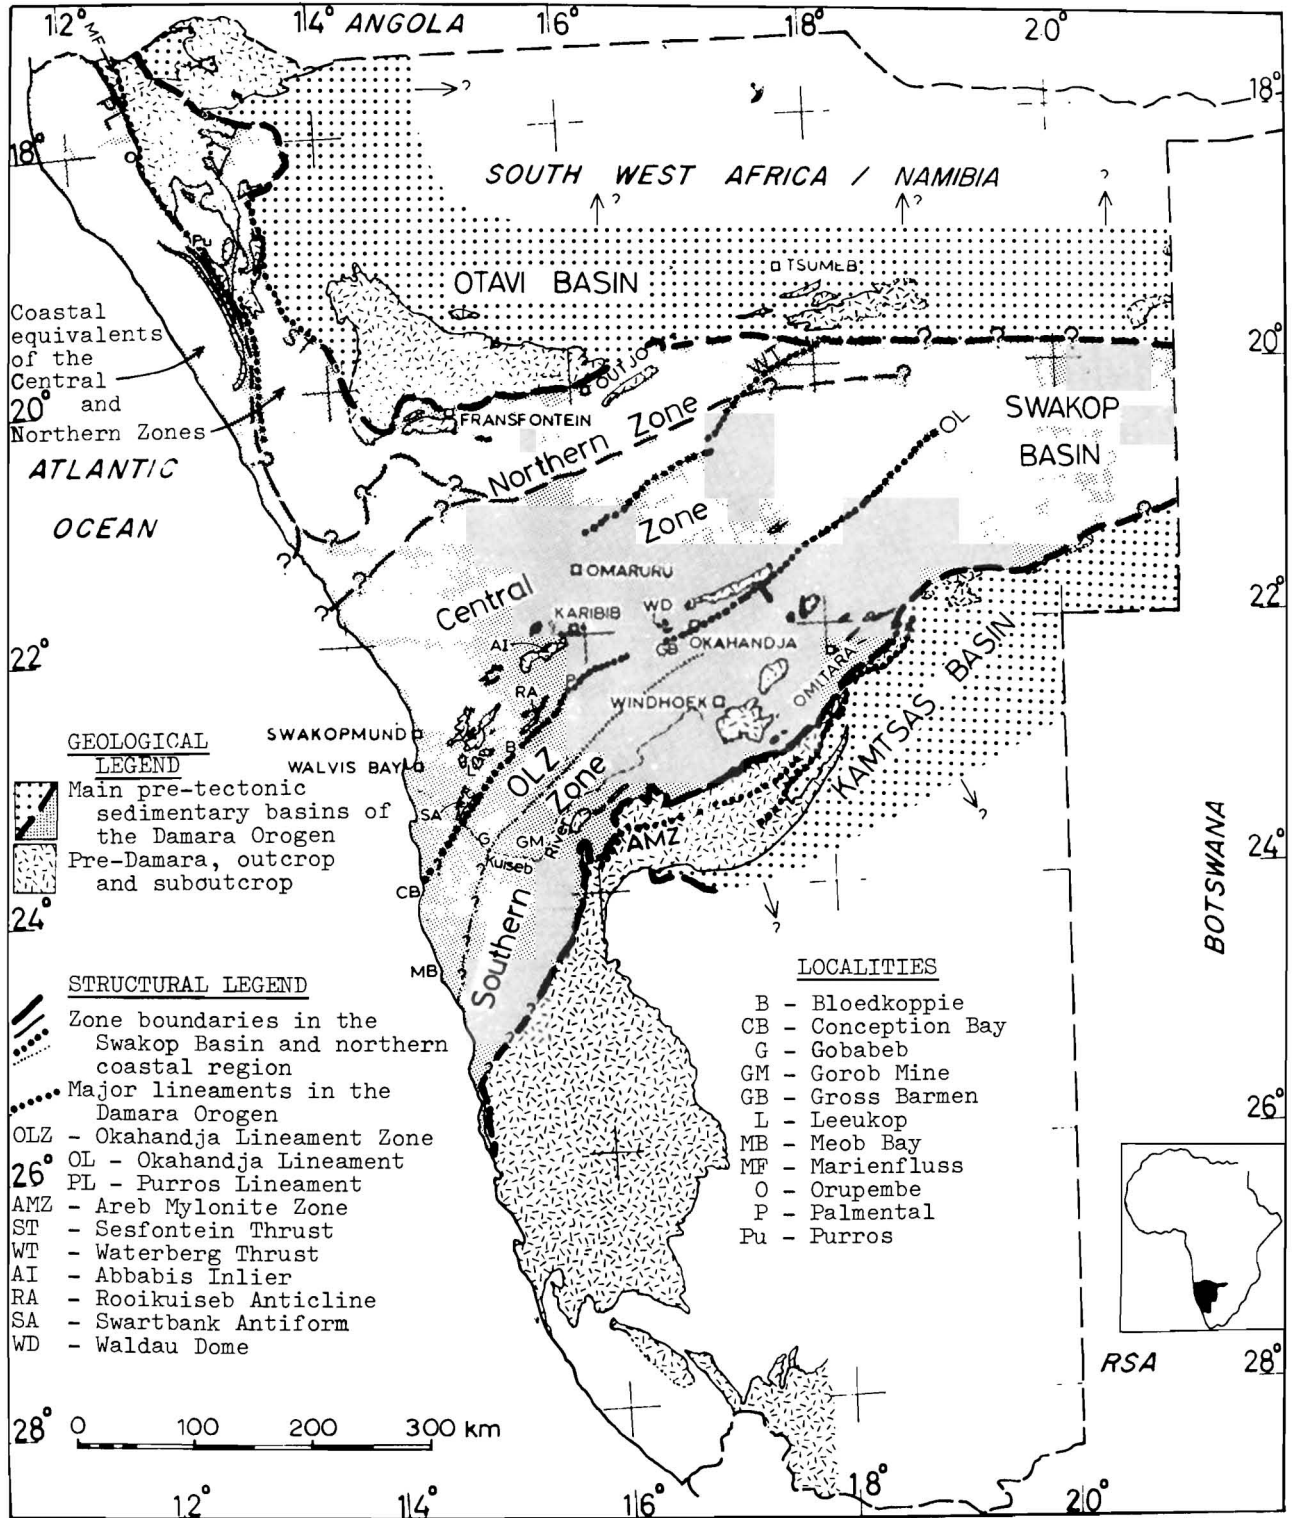 12°
14°
ANGOLA
16°
18°
20°
MF
PL
18°
?
18°
O
SOUTH WEST AFRICA / NAMIBIA
?
?
?
Pu
TSUMEB
OTAVI BASIN
Coastal
equivalents
of the
Central
and
Northern Zones
20°
ST
OUTJO
WT
20°
?
?
?
?
FRANSFONTEIN
Northern Zone
?
?
OL
SWAKOP
BASIN
ATLANTIC
OCEAN
?
?
?
?
?
?
?
?
Zone
Central
OMARURU
KARIBIB
WD
AI
GB
OKAHANDJA
22°
22°
P
RA
OMITARA
WINDHOEK
KAMTSAS BASIN
SWAKOPMUND
B
WALVIS BAY
L
OLZ
Zone
SA
?
G
GM
River
AMZ
Kuiseb
24°
CB
?
24°
MB
Southern
?
BOTSWANA
GEOLOGICAL
LEGEND
Main pre-tectonic
sedimentary basins of
the Damara Orogen
Pre-Damara, outcrop
and suboutcrop
STRUCTURAL LEGEND
Zone boundaries in the
Swakop Basin and northern
coastal region
Major lineaments in the
Damara Orogen
OLZ - Okahandja Lineament Zone
26° OL - Okahandja Lineament
PL - Purros Lineament
AMZ - Areb Mylonite Zone
ST - Sesfontein Thrust
WT - Waterberg Thrust
AI - Abbabis Inlier
RA - Rooikuiseb Anticline
SA - Swartbank Antiform
WD - Waldau Dome
LOCALITIES
B - Bloedkoppie
CB - Conception Bay
G - Gobabeb
GM - Gorob Mine
GB - Gross Barmen
L - Leeukop
MB - Meob Bay
MF - Marienfluss
O - Orupembe
P - Palmental
Pu - Purros
26°
RSA
28°
28°
0 100 200 300 km
12°
14°
16°
18°
20°